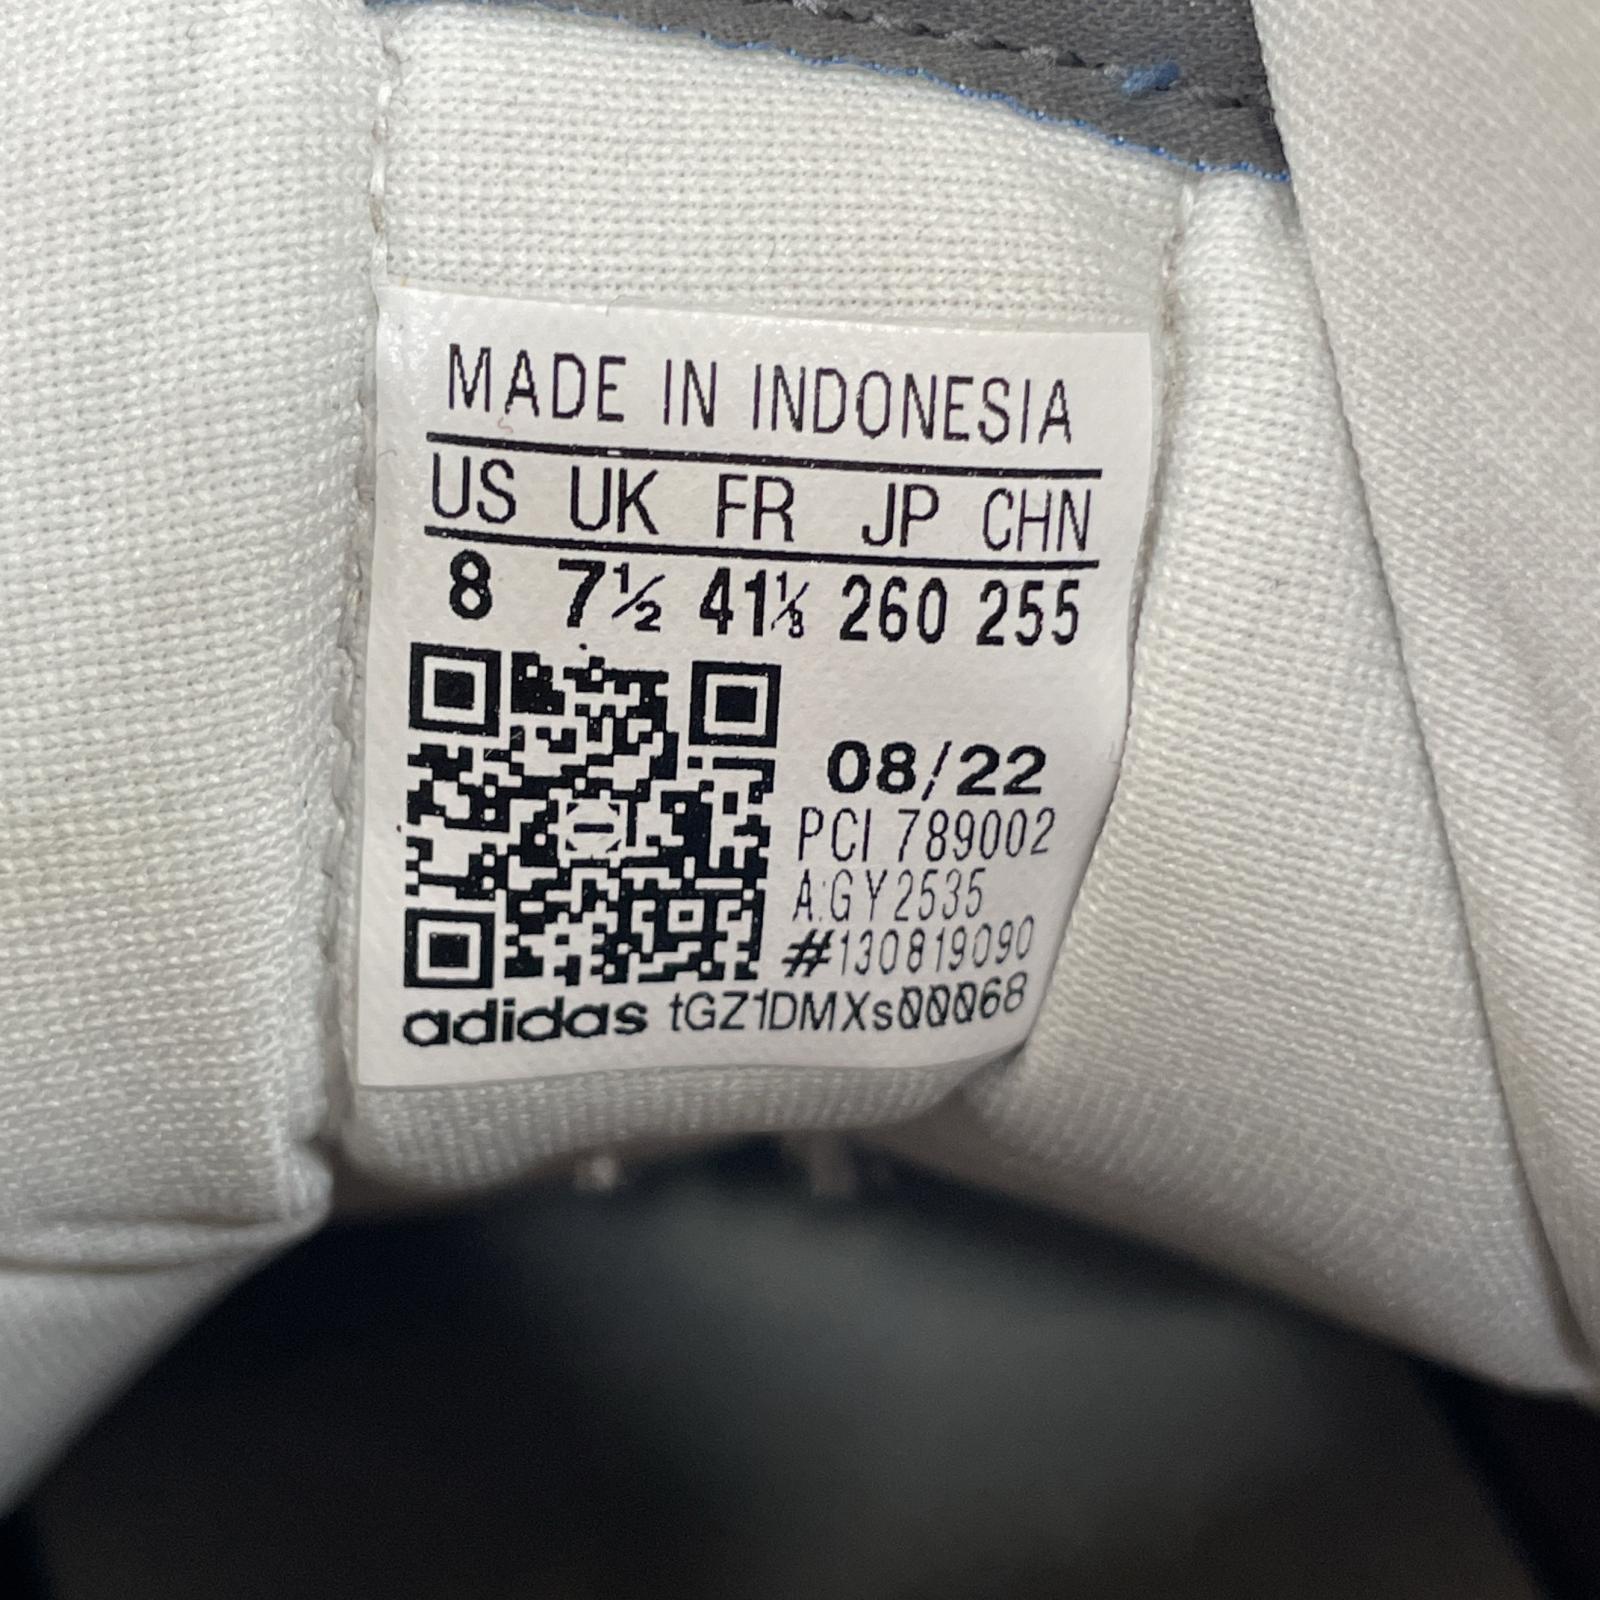 MADE IN INDONESIA
US UK FR JP CHN
8 7½ 41⅓ 260 255
08/22
PCI 789002
A:GY2535
#130819090
adidas tGZ1DMXs00068